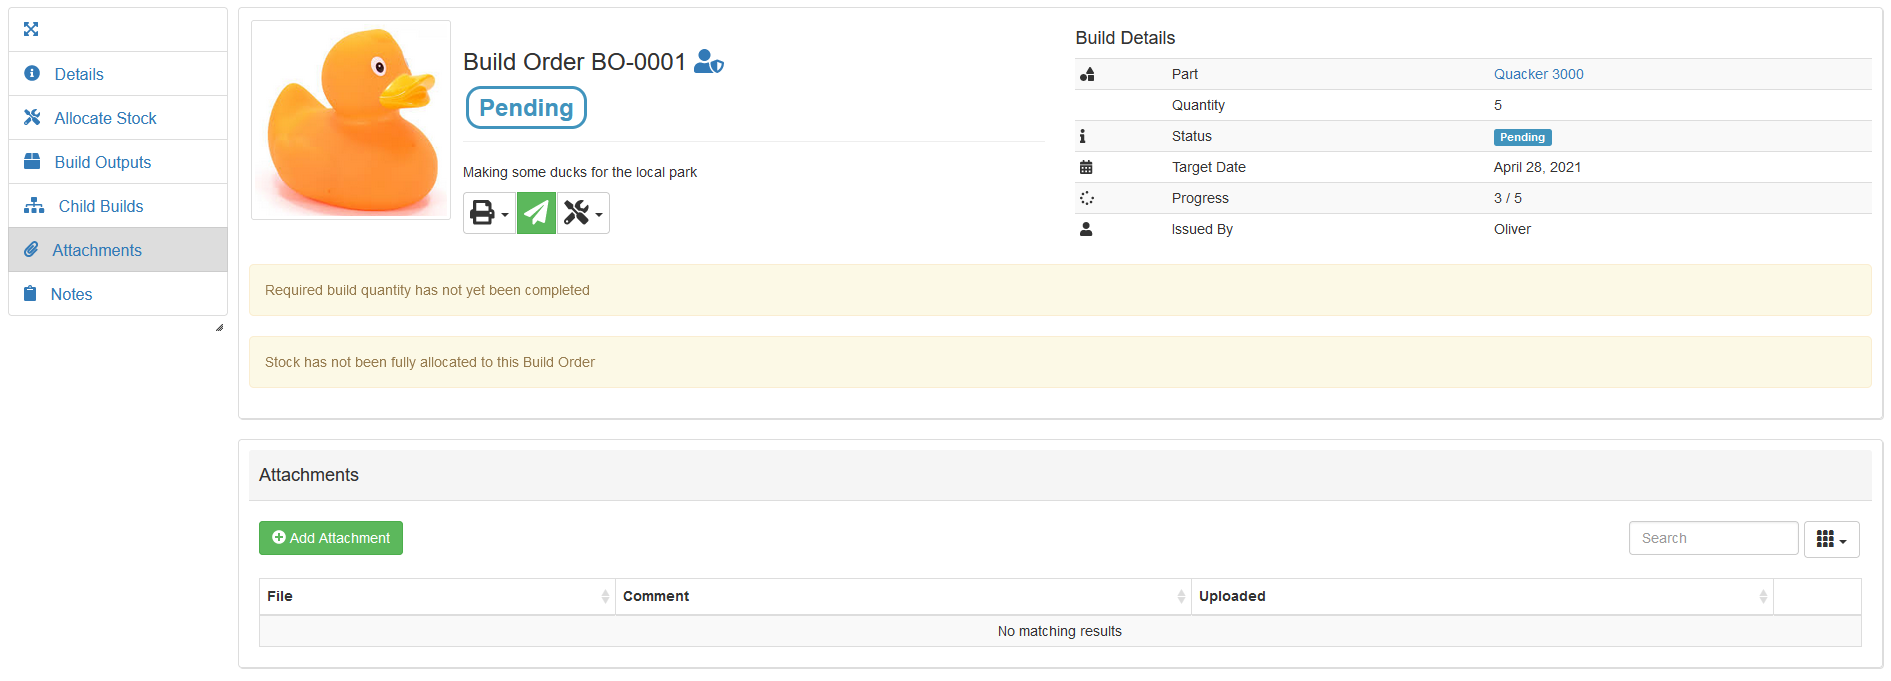 Details
Allocate Stock
Build Outputs
Child Builds
Attachments
Notes
Build Order BO-0001
Pending
Making some ducks for the local park
Build Details
Part Quacker 3000
Quantity 5
Status Pending
Target Date April 28, 2021
Progress 3 / 5
Issued By Oliver
Required build quantity has not yet been completed
Stock has not been fully allocated to this Build Order
Attachments
Add Attachment Search
File Comment Uploaded
No matching results